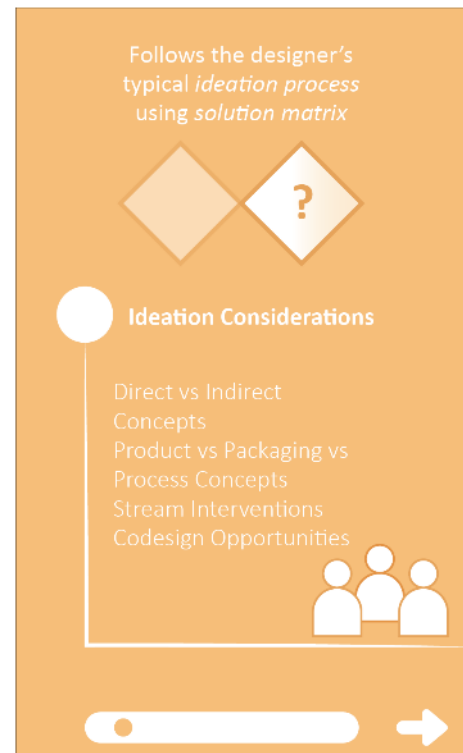 Follows the designer's
typical ideation process
using solution matrix
?
Ideation Considerations
Direct vs Indirect
Concepts
Product vs Packaging vs
Process Concepts
Stream Interventions
Codesign Opportunities